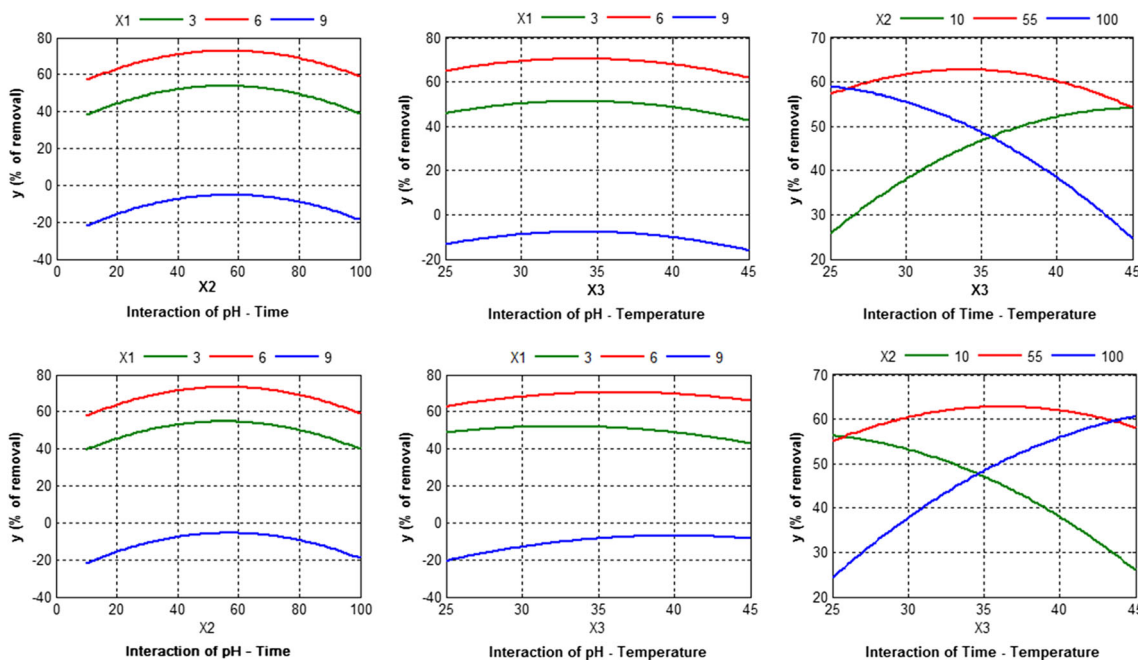 X1 3 6 9
80
60
40
20
0
-20
-40
y (% of removal)
0 20 40 60 80 100
X2
Interaction of pH - Time
X1 3 6 9
80
60
40
20
0
-20
y (% of removal)
25 30 35 40 45
X3
Interaction of pH - Temperature
X2 10 55 100
70
60
50
40
30
20
y (% of removal)
25 30 35 40 45
X3
Interaction of Time - Temperature
X1 3 6 9
80
60
40
20
0
-20
-40
y (% of removal)
0 20 40 60 80 100
X2
Interaction of pH – Time
X1 3 6 9
80
60
40
20
0
-20
-40
y (% of removal)
25 30 35 40 45
X3
Interaction of pH - Temperature
X2 10 55 100
70
60
50
40
30
20
y (% of removal)
25 30 35 40 45
X3
Interaction of Time - Temperature